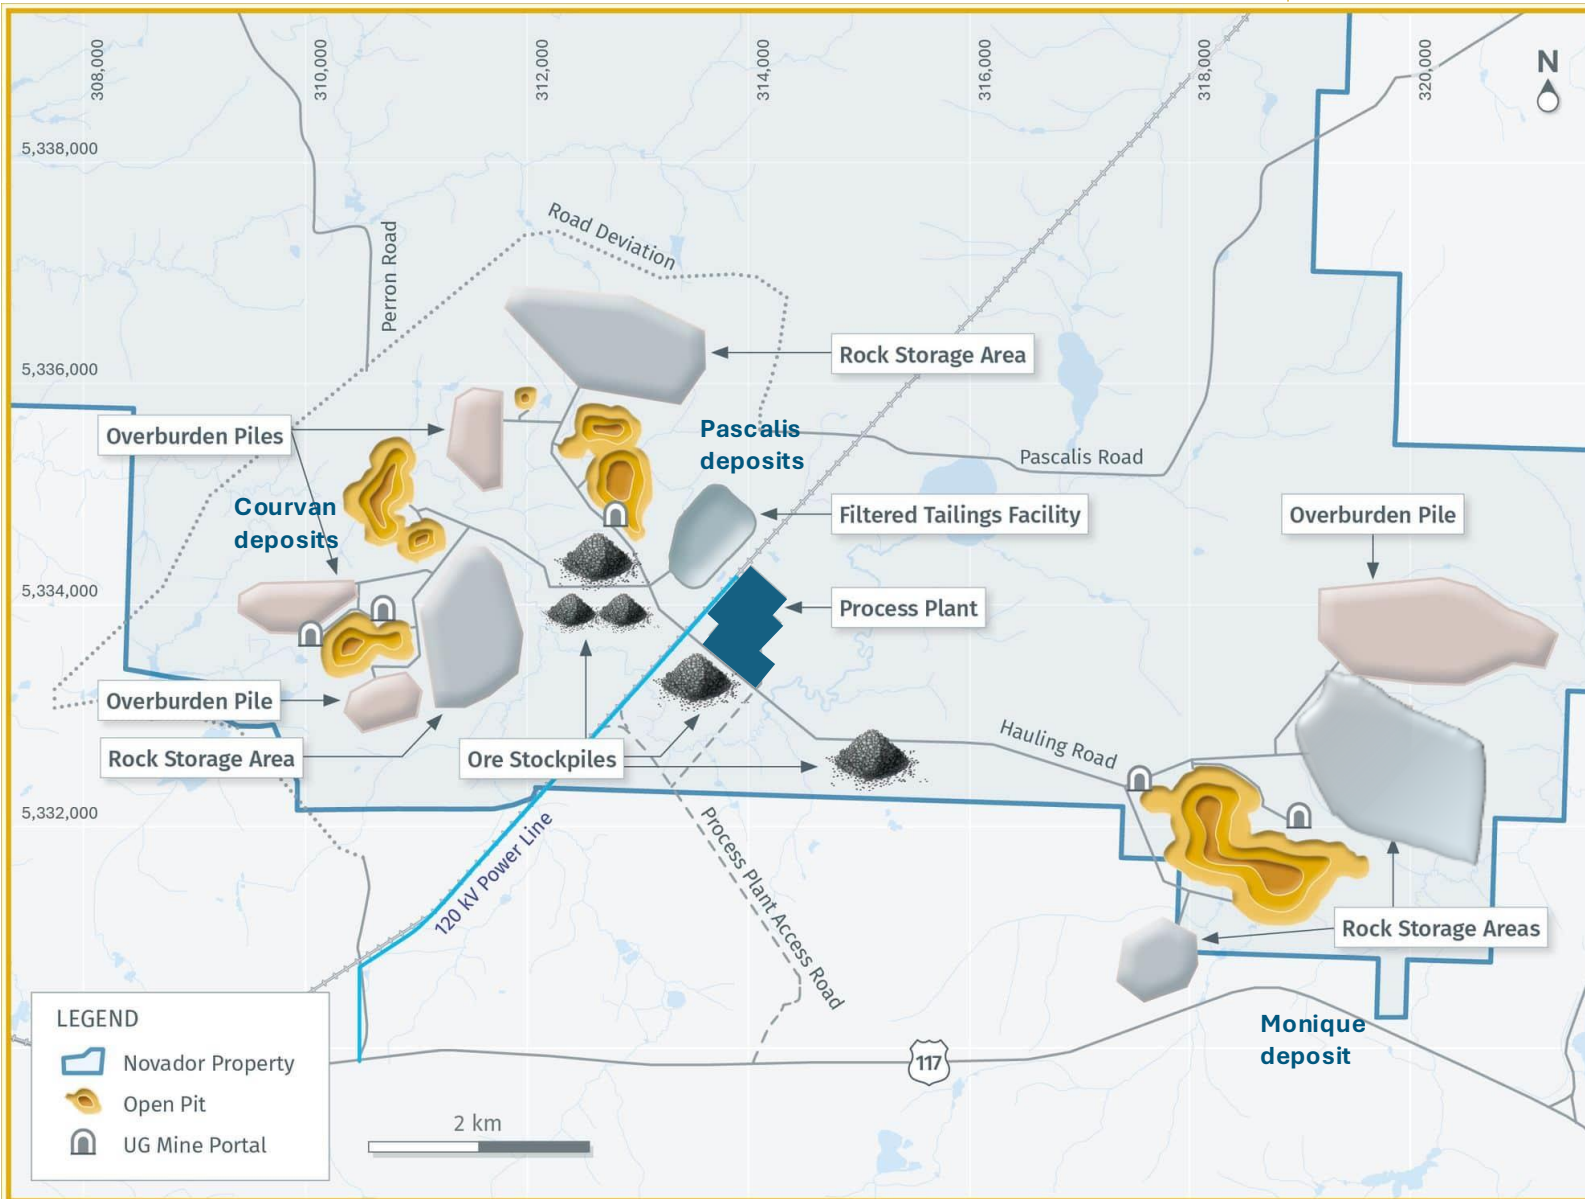 308,000
310,000
312,000
314,000
316,000
318,000
320,000
N
5,338,000
5,336,000
5,334,000
5,332,000
Perron Road
Road Deviation
Rock Storage Area
Overburden Piles
Pascalis
deposits
Pascalis Road
Courvan
deposits
Filtered Tailings Facility
Overburden Pile
Process Plant
Overburden Pile
Rock Storage Area
Ore Stockpiles
Hauling Road
120 kV Power Line
Process Plant Access Road
Rock Storage Areas
Monique
deposit
117
LEGEND
Novador Property
Open Pit
UG Mine Portal
2 km